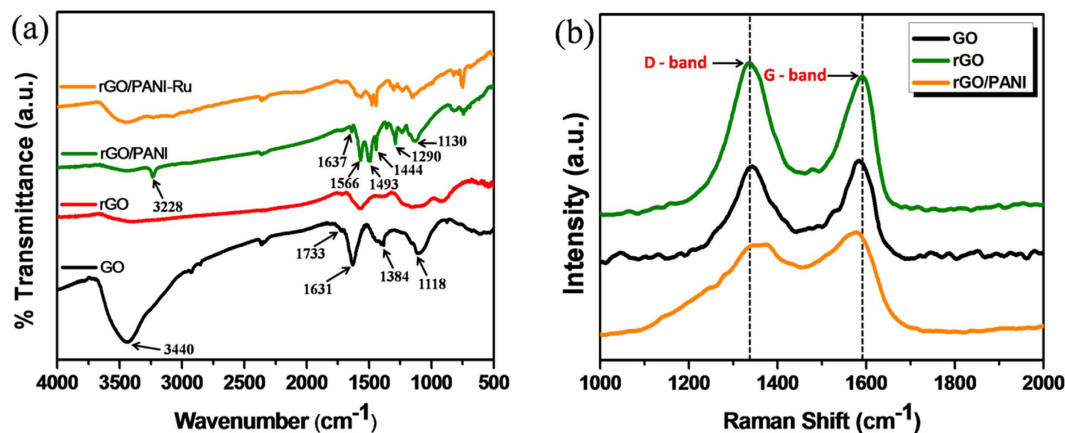 (a)
% Transmittance (a.u.)
rGO/PANI-Ru
rGO/PANI
1637
1566
1493
1444
1290
1130
3228
rGO
GO
1733
1631
1384
1118
3440
4000 3500 3000 2500 2000 1500 1000 500
Wavenumber (cm⁻¹)
(b)
Intensity (a.u.)
D - band
G - band
GO
rGO
rGO/PANI
1000 1200 1400 1600 1800 2000
Raman Shift (cm⁻¹)